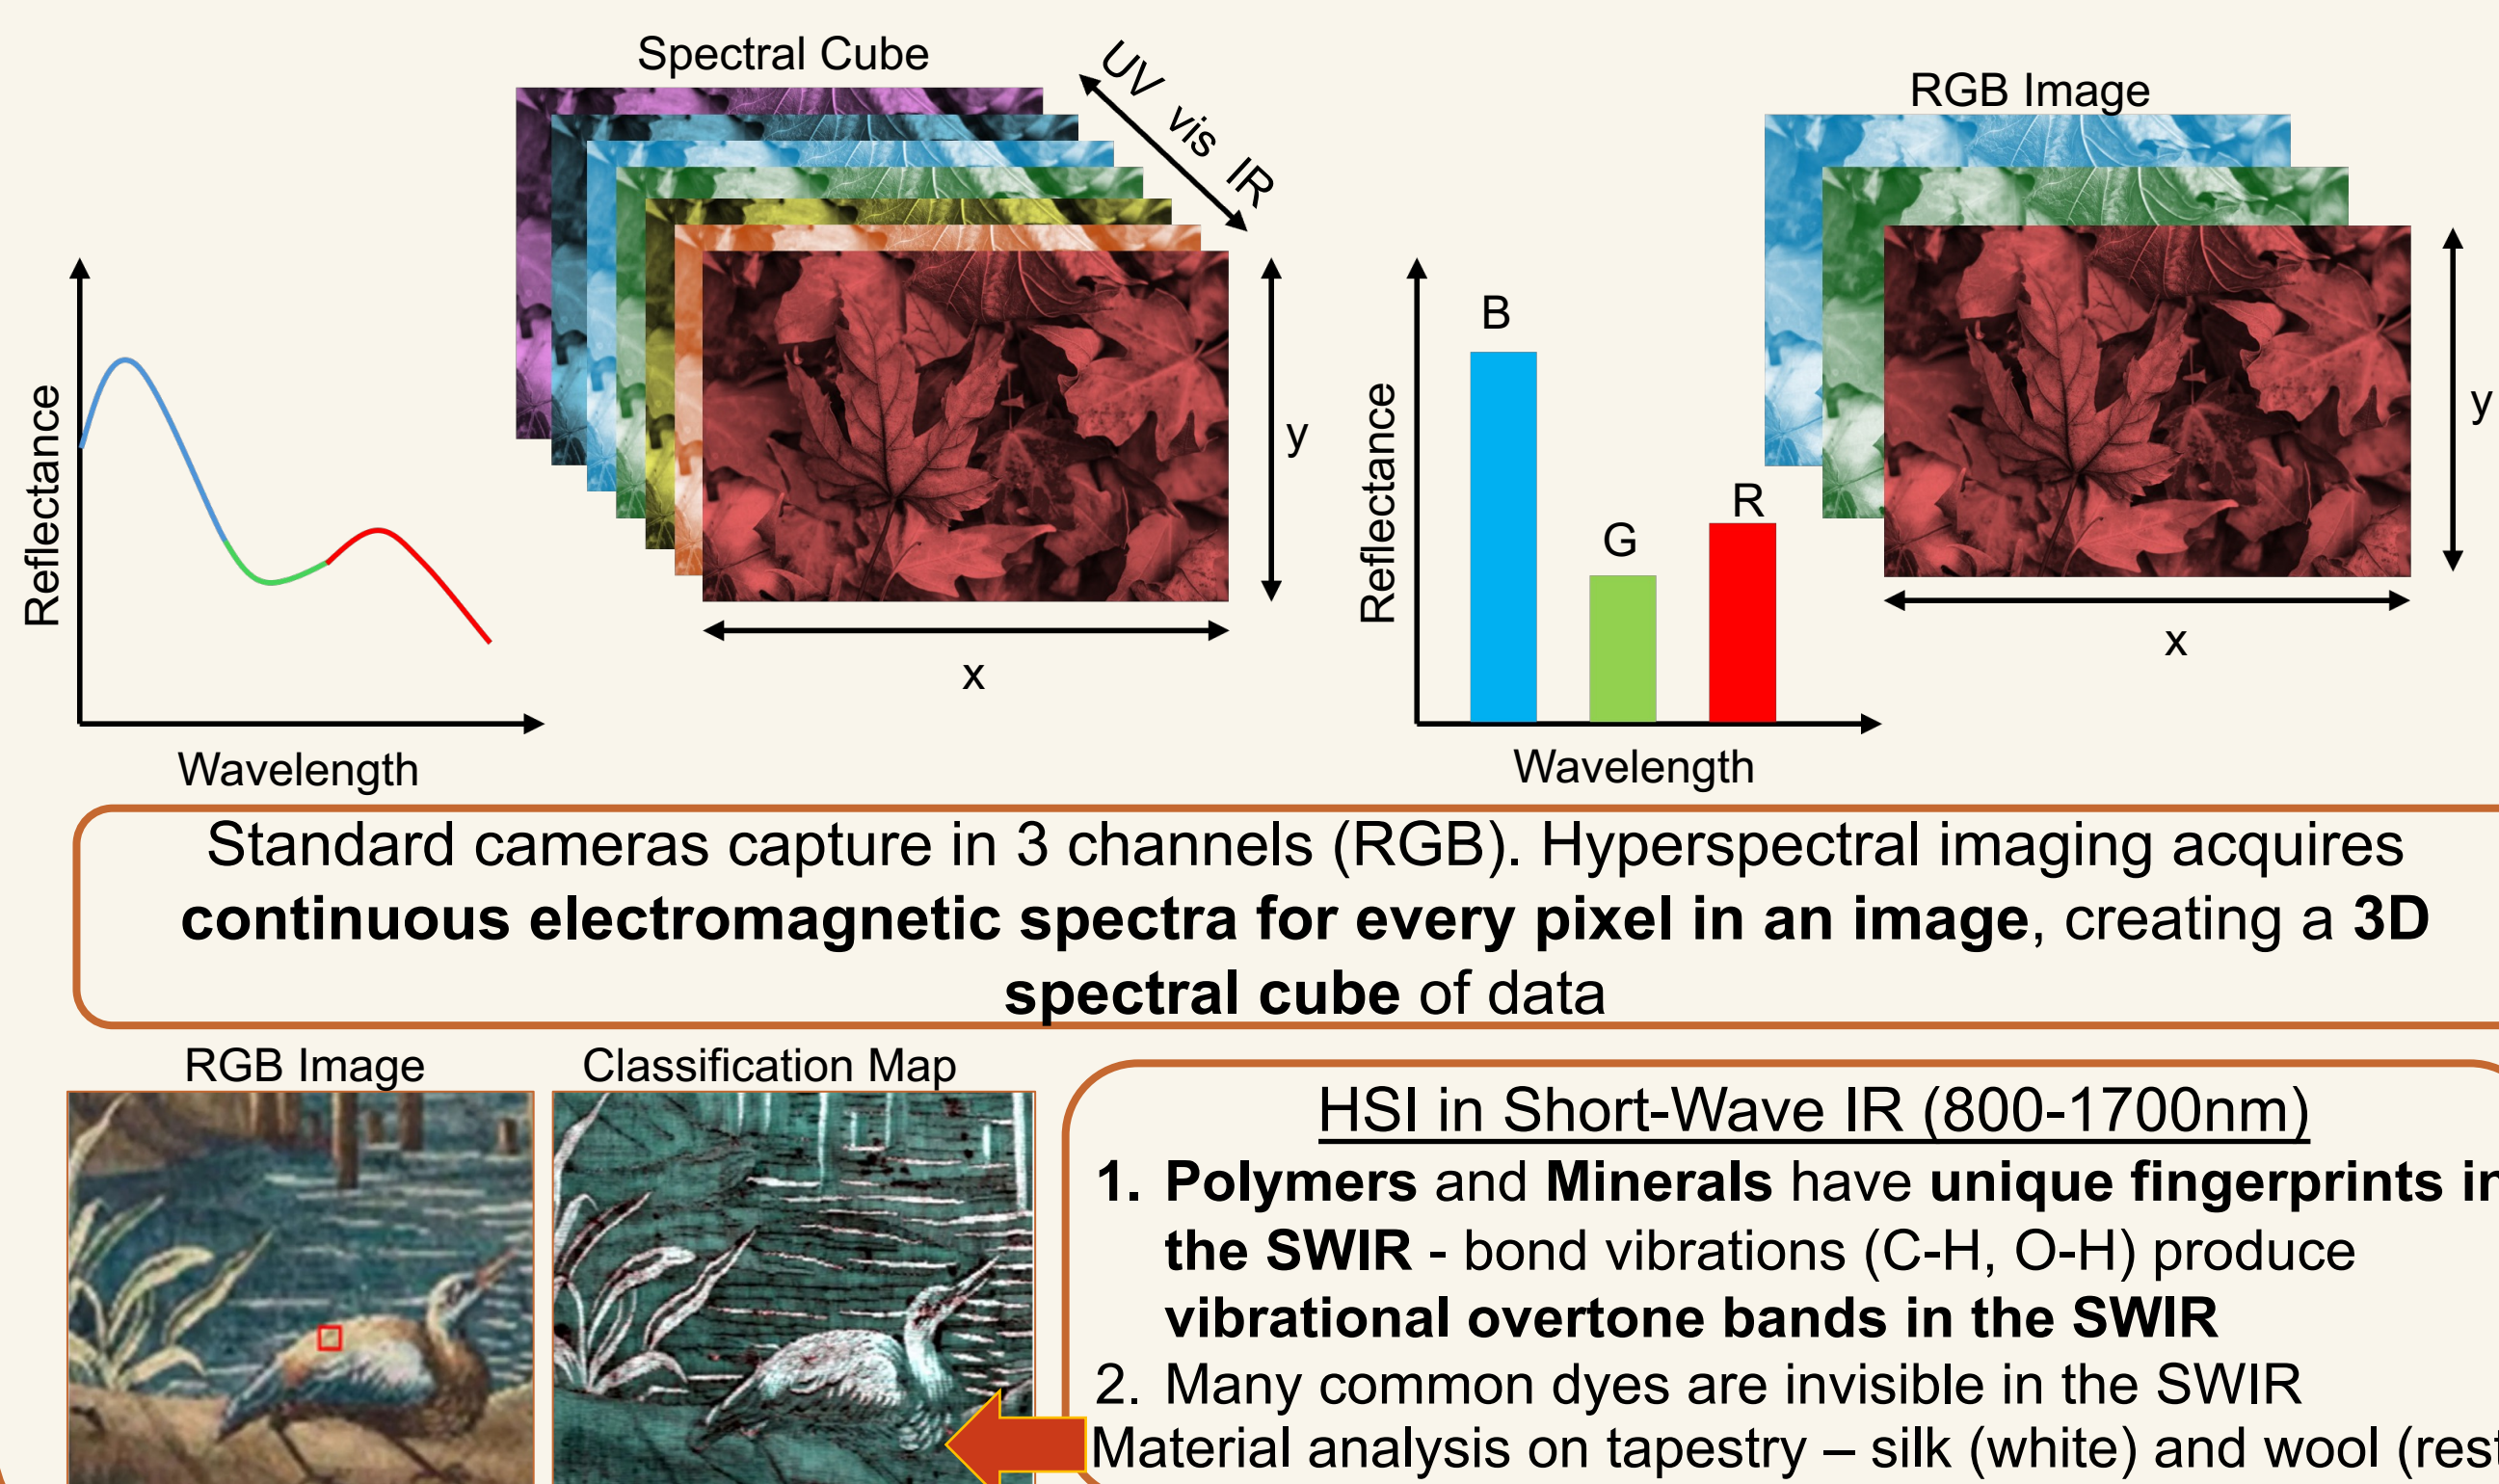 Spectral Cube
UV vis IR
Reflectance
Wavelength
y
x
RGB Image
B
G
R
Reflectance
Wavelength
y
x
Standard cameras capture in 3 channels (RGB). Hyperspectral imaging acquires
continuous electromagnetic spectra for every pixel in an image, creating a 3D
spectral cube of data
RGB Image
Classification Map
HSI in Short-Wave IR (800-1700nm)
1. Polymers and Minerals have unique fingerprints in
the SWIR - bond vibrations (C-H, O-H) produce
vibrational overtone bands in the SWIR
2. Many common dyes are invisible in the SWIR
Material analysis on tapestry – silk (white) and wool (rest